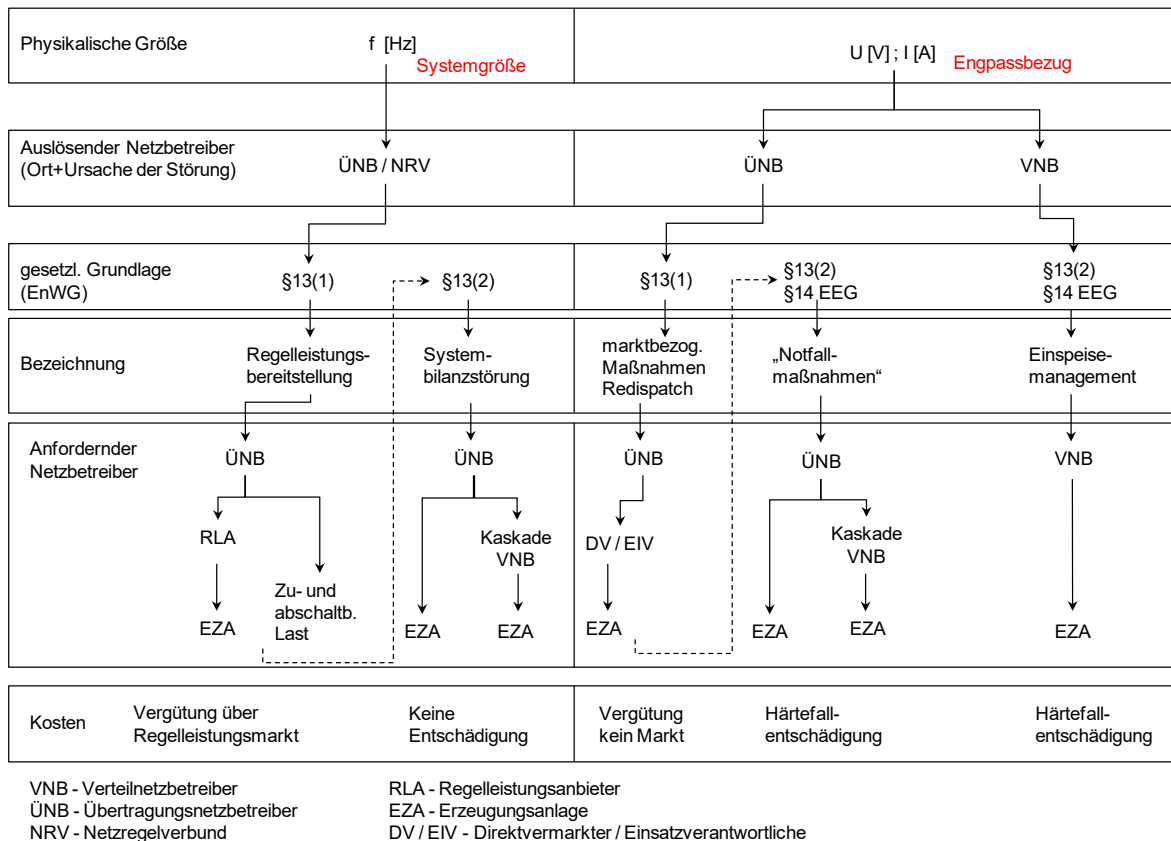 Physikalische Größe
f [Hz]
Systemgröße
U [V] ; I [A]
Engpassbezug
Auslösender Netzbetreiber
(Ort+Ursache der Störung)
ÜNB / NRV
ÜNB
VNB
gesetzl. Grundlage
(EnWG)
§13(1)
§13(2)
§13(1)
§13(2)
§14 EEG
§13(2)
§14 EEG
Bezeichnung
Regelleistungs-
bereitstellung
System-
bilanzstörung
marktbezog.
Maßnahmen
Redispatch
„Notfall-
maßnahmen“
Einspeise-
management
Anfordernder
Netzbetreiber
ÜNB
ÜNB
ÜNB
ÜNB
VNB
RLA
Zu- und
abschaltb.
Last
Kaskade
VNB
DV / EIV
Kaskade
VNB
EZA
EZA
EZA
EZA
EZA
EZA
EZA
Kosten
Vergütung über
Regelleistungsmarkt
Keine
Entschädigung
Vergütung
kein Markt
Härtefall-
entschädigung
Härtefall-
entschädigung
VNB - Verteilnetzbetreiber
ÜNB - Übertragungsnetzbetreiber
NRV - Netzregelverbund
RLA - Regelleistungsanbieter
EZA - Erzeugungsanlage
DV / EIV - Direktvermarkter / Einsatzverantwortliche